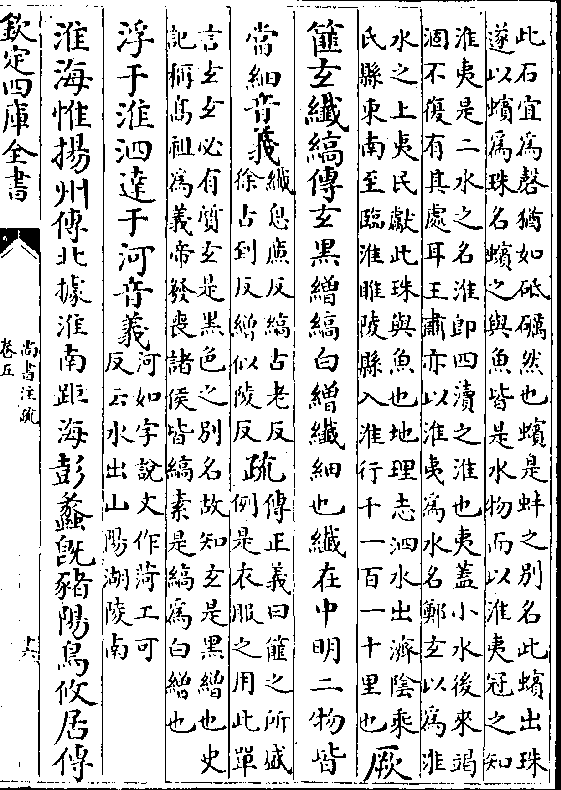 此石宜為磬猶如砥礪然也蠙是蚌之別名此蠙出珠
遂以蠙為珠名蠙之與魚皆是水物而以淮夷冠之知
淮夷是二水之名淮即四瀆之淮也夷蓋小水後來竭
涸不復有其處耳王肅亦以淮夷為水名鄭玄以為淮
水之上夷民獻此珠與魚也地理志泗水出濟陰乘
氏縣東南至臨淮睢陵縣入淮行千一百一十里也
厥
篚玄纖縞傳玄黑繒縞白繒纖細也纖在中明二物皆
當細音義
纖息亷反縞古老反
徐古到反繒似陵反
疏
傳正義曰篚之所盛
例是衣服之用此單
言玄玄必有質玄是黑色之別名故知玄是黑繒也史
記稱高祖為義帝發喪諸侯皆縞素是縞為白繒也
浮于淮泗達于河音義
河如字說文作菏工可
反云水出山陽湖陵南
淮海惟揚州傳北據淮南距海彭蠡旣豬陽鳥攸居傳
欽定四庫全書
尚書注疏
卷五
十六